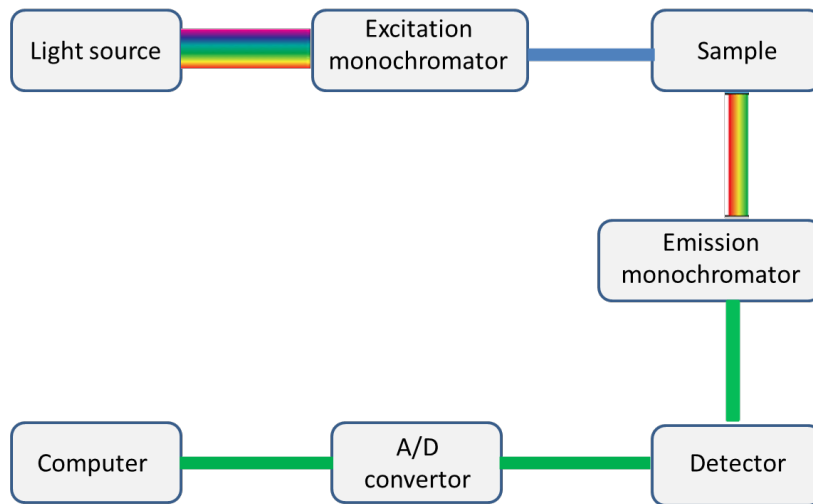 Light source
Excitation
monochromator
Sample
Emission
monochromator
Computer
A/D
convertor
Detector